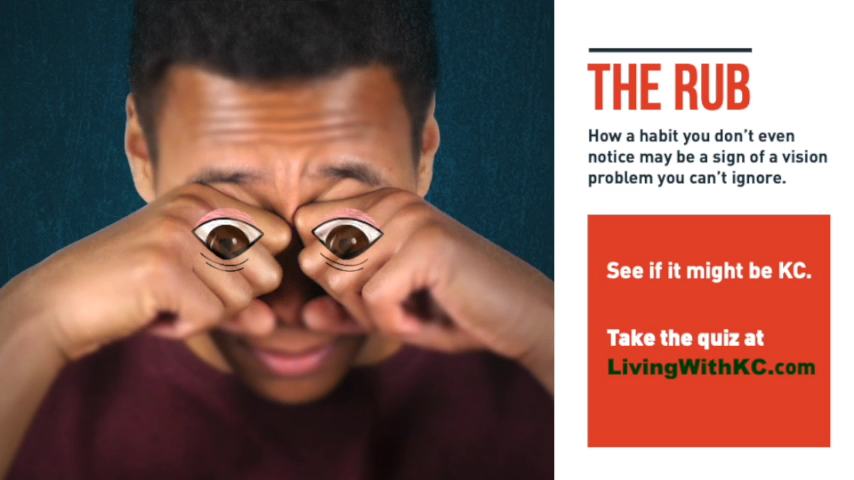 THE RUB
How a habit you don't even
notice may be a sign of a vision
problem you can't ignore.
See if it might be KC.
Take the quiz at
LivingWithKC.com